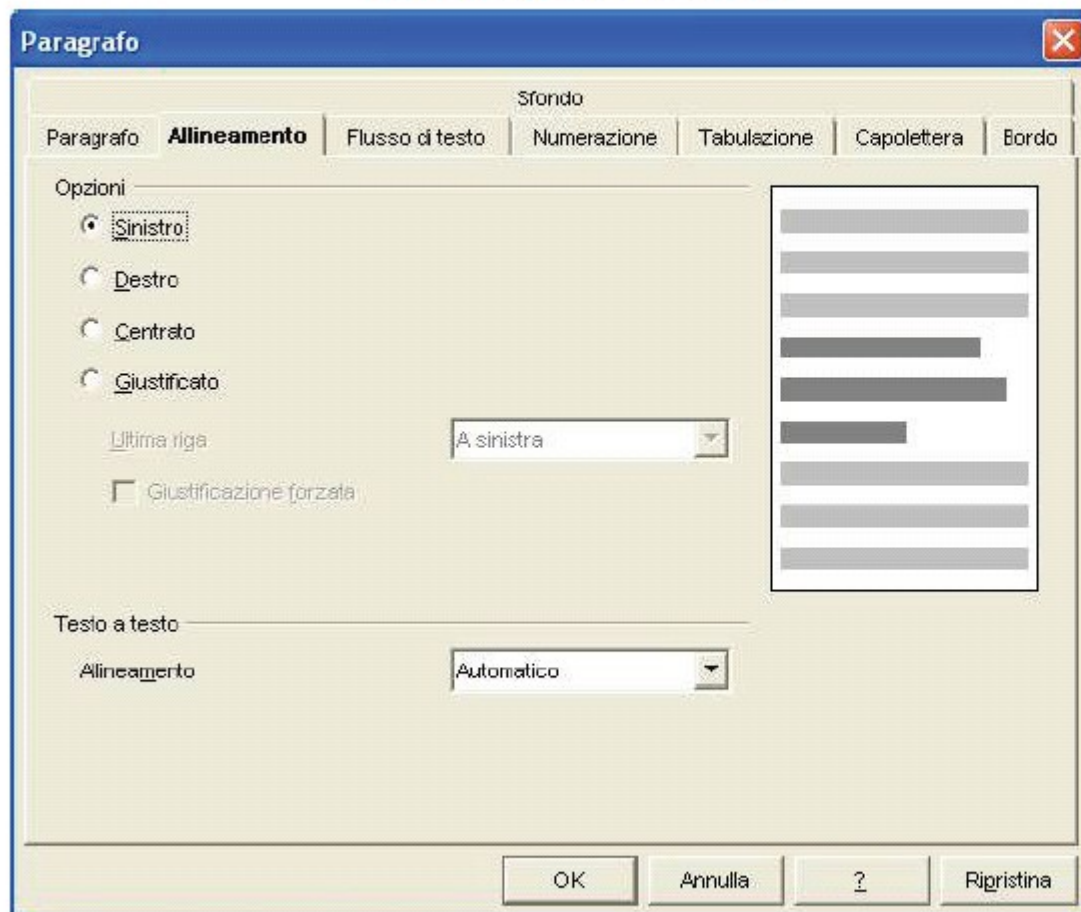 Paragrafo
Sfondo
Paragrafo Allineamento Flusso di testo Numerazione Tabulazione Capolettera Bordo
Opzioni
Sinistro
Destro
Centrato
Giustificato
Ultima riga A sinistra
Giustificazione forzata
Testo a testo
Allineamento Automatico
OK Annulla ? Ripristina